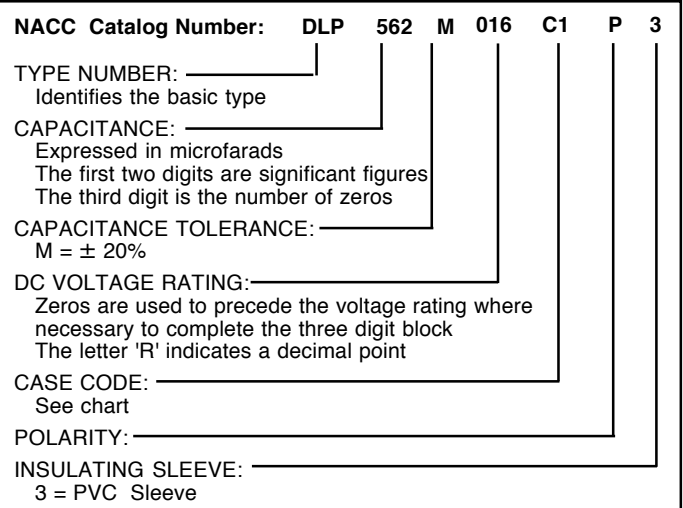 NACC Catalog Number: DLP 562 M 016 C1 P 3
TYPE NUMBER:
Identifies the basic type
CAPACITANCE:
Expressed in microfarads
The first two digits are significant figures
The third digit is the number of zeros
CAPACITANCE TOLERANCE:
M = ± 20%
DC VOLTAGE RATING:
Zeros are used to precede the voltage rating where
necessary to complete the three digit block
The letter 'R' indicates a decimal point
CASE CODE:
See chart
POLARITY:
INSULATING SLEEVE:
3 = PVC Sleeve